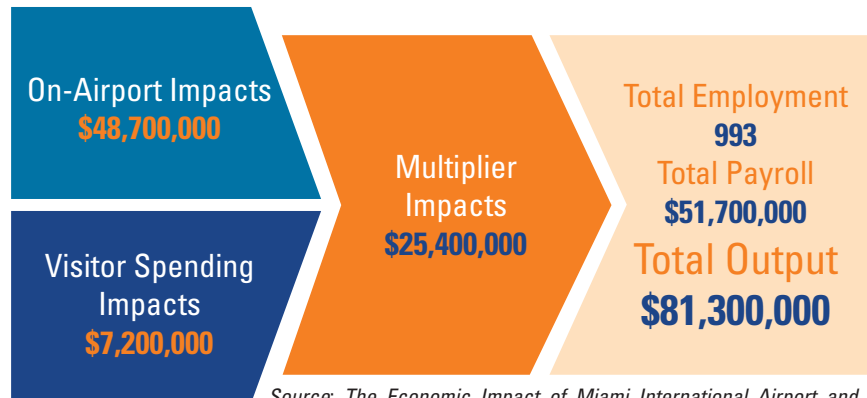 On-Airport Impacts
$48,700,000
Visitor Spending
Impacts
$7,200,000
Multiplier
Impacts
$25,400,000
Total Employment
993
Total Payroll
$51,700,000
Total Output
$81,300,000
Source: The Economic Impact of Miami International Airport and